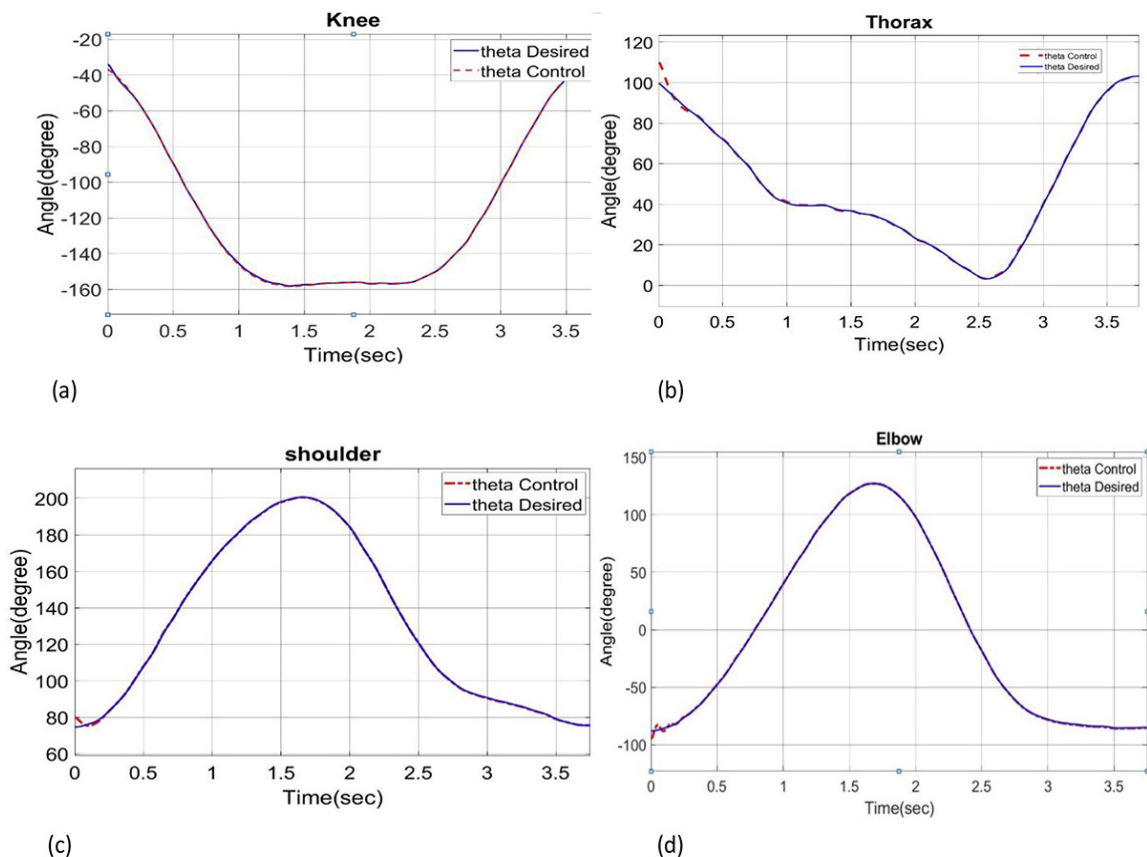 Knee
theta Desired
theta Control
-20
-40
-60
-80
-100
-120
-140
-160
Angle(degree)
0 0.5 1 1.5 2 2.5 3 3.5
Time(sec)
(a)
Thorax
theta Control
theta Desired
120
100
80
60
40
20
0
Angle(degree)
0 0.5 1 1.5 2 2.5 3 3.5
Time(sec)
(b)
shoulder
theta Control
theta Desired
200
180
160
140
120
100
80
60
Angle(degree)
0 0.5 1 1.5 2 2.5 3 3.5
Time(sec)
(c)
Elbow
theta Control
theta Desired
150
100
50
0
-50
-100
Angle(degree)
0 0.5 1 1.5 2 2.5 3 3.5
Time(sec)
(d)